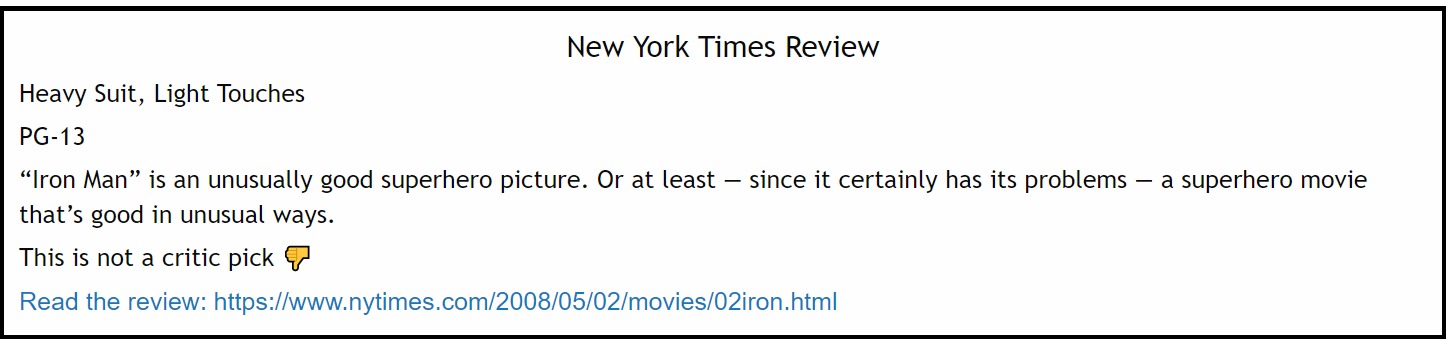 New York Times Review
Heavy Suit, Light Touches
PG-13
“Iron Man” is an unusually good superhero picture. Or at least — since it certainly has its problems — a superhero movie
that’s good in unusual ways.
This is not a critic pick 👎
Read the review: https://www.nytimes.com/2008/05/02/movies/02iron.html